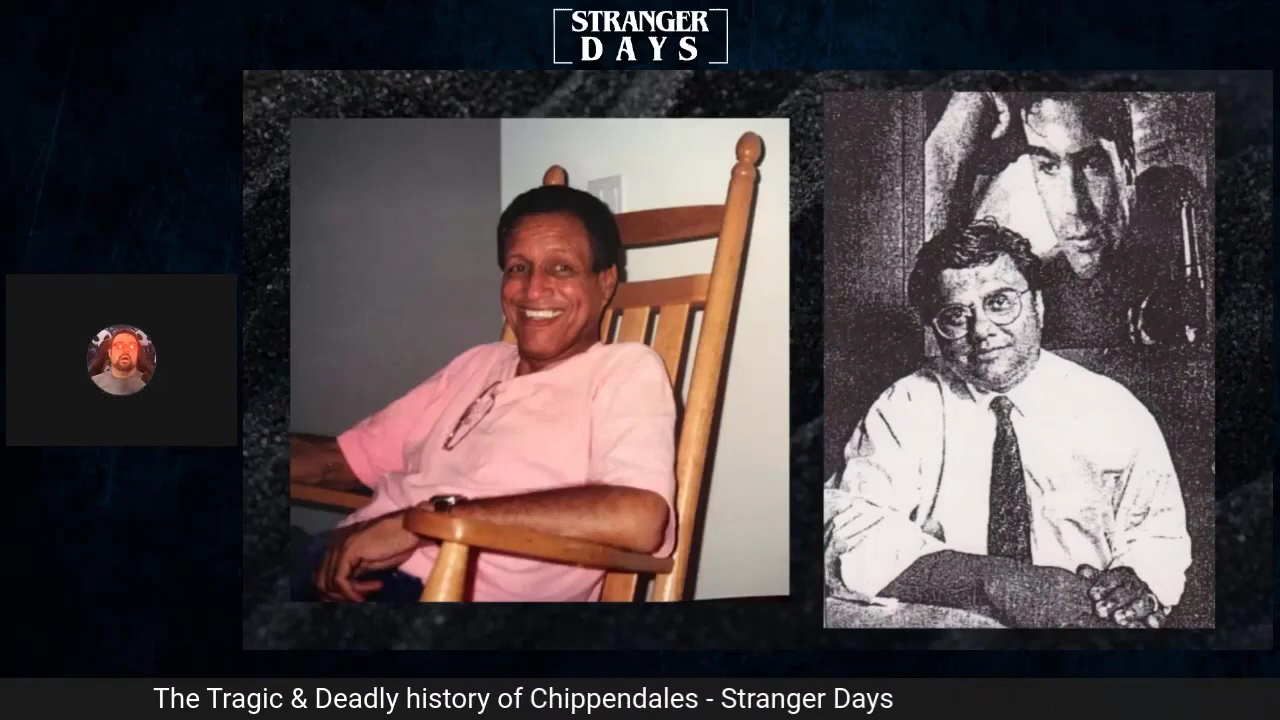 STRANGER
DAYS
The Tragic & Deadly history of Chippendales - Stranger Days